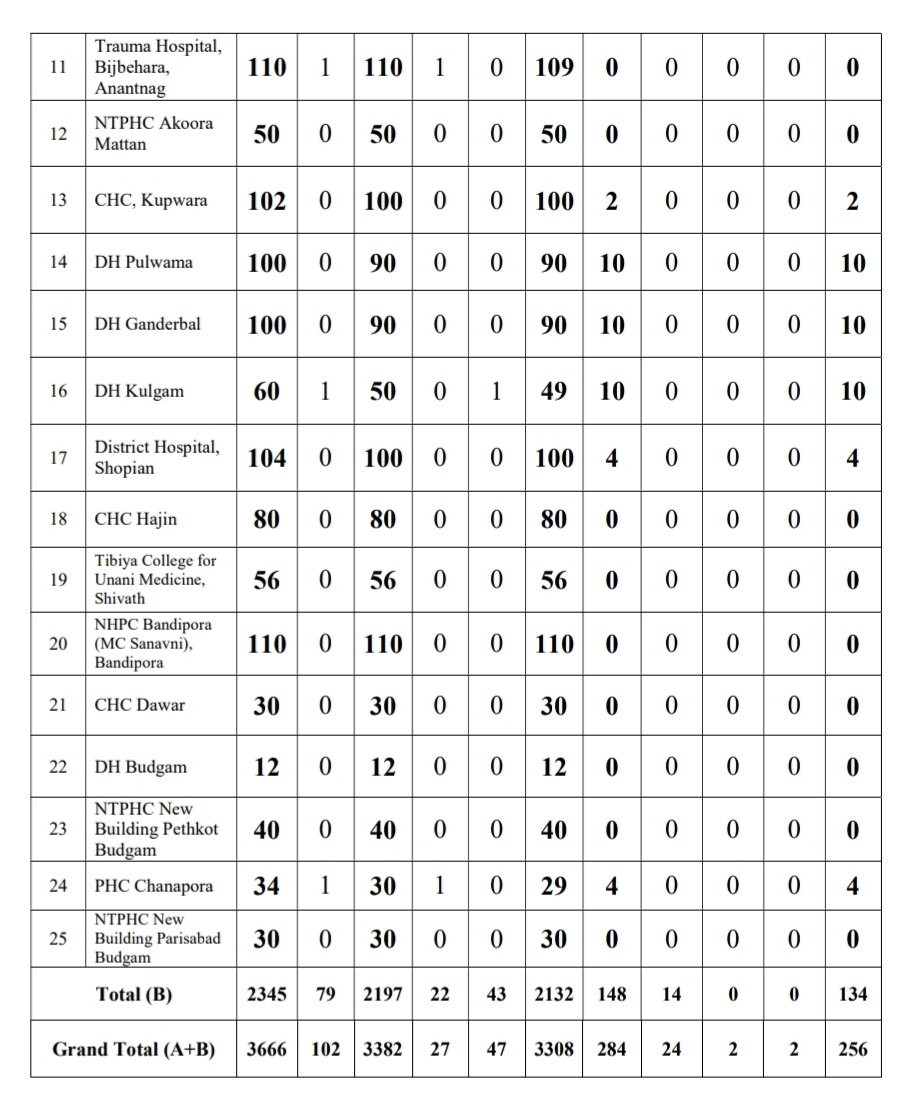 11 Trauma Hospital, Bijbehara, Anantnag 110 1 110 1 0 109 0 0 0 0 0
12 NTPHC Akoora Mattan 50 0 50 0 0 50 0 0 0 0 0
13 CHC, Kupwara 102 0 100 0 0 100 2 0 0 0 2
14 DH Pulwama 100 0 90 0 0 90 10 0 0 0 10
15 DH Ganderbal 100 0 90 0 0 90 10 0 0 0 10
16 DH Kulgam 60 1 50 0 1 49 10 0 0 0 10
17 District Hospital, Shopian 104 0 100 0 0 100 4 0 0 0 4
18 CHC Hajin 80 0 80 0 0 80 0 0 0 0 0
19 Tibiya College for Unani Medicine, Shivath 56 0 56 0 0 56 0 0 0 0 0
20 NHPC Bandipora (MC Sanavni), Bandipora 110 0 110 0 0 110 0 0 0 0 0
21 CHC Dawar 30 0 30 0 0 30 0 0 0 0 0
22 DH Budgam 12 0 12 0 0 12 0 0 0 0 0
23 NTPHC New Building Pethkot Budgam 40 0 40 0 0 40 0 0 0 0 0
24 PHC Chanapora 34 1 30 1 0 29 4 0 0 0 4
25 NTPHC New Building Parisabad Budgam 30 0 30 0 0 30 0 0 0 0 0
Total (B) 2345 79 2197 22 43 2132 148 14 0 0 134
Grand Total (A+B) 3666 102 3382 27 47 3308 284 24 2 2 256